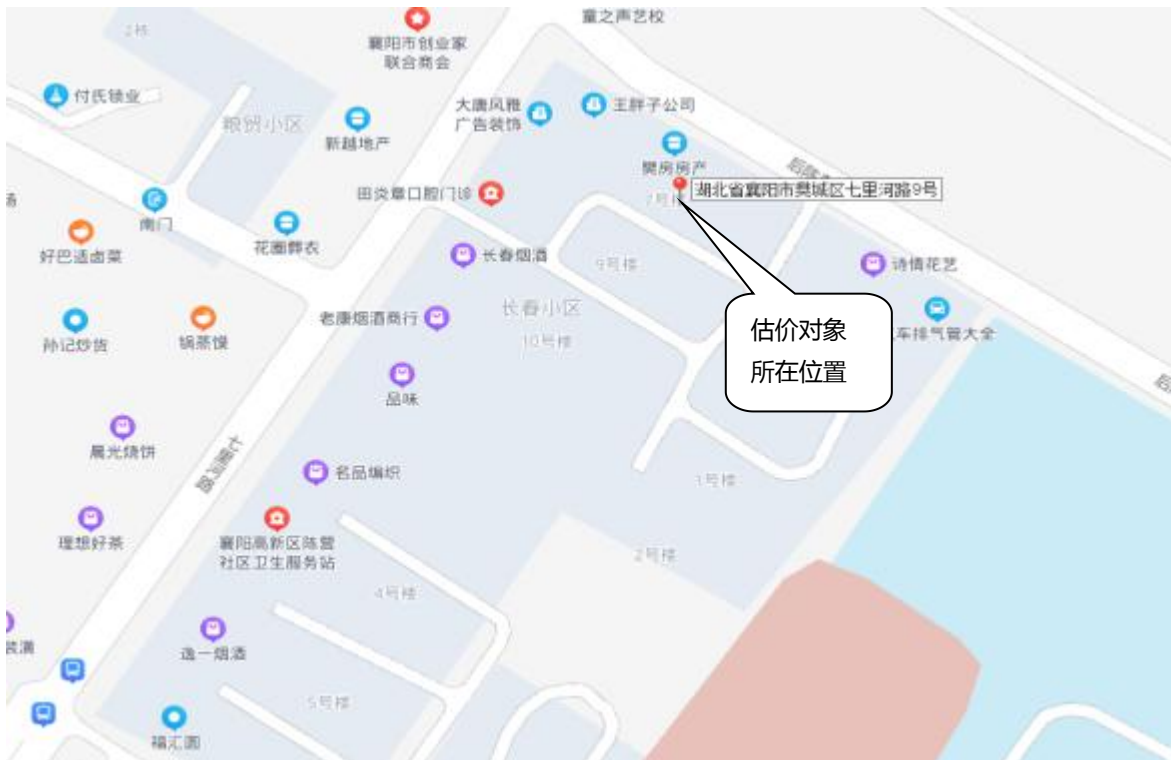 童之声艺校
2栋
襄阳市创业家
联合商会
付氏锁业
大唐风雅
广告装饰
王胖子公司
粮贸小区
新越地产
樊房房产
后陈
湖北省襄阳市樊城区七里河路9号
7号楼
田炎章口腔门诊
南门
花圈寿衣
好巴适卤菜
长春烟酒
9号楼
诗情花艺
长春小区
老康烟酒商行
10号楼
孙记炒货
锅蒸馍
车排气管大全
估价对象
所在位置
品味
晨光烧饼
七里河路
名品编织
3号楼
理想好茶
襄阳高新区陈营
社区卫生服务站
2号楼
4号楼
逸一烟酒
装潢
5号楼
福汇圆